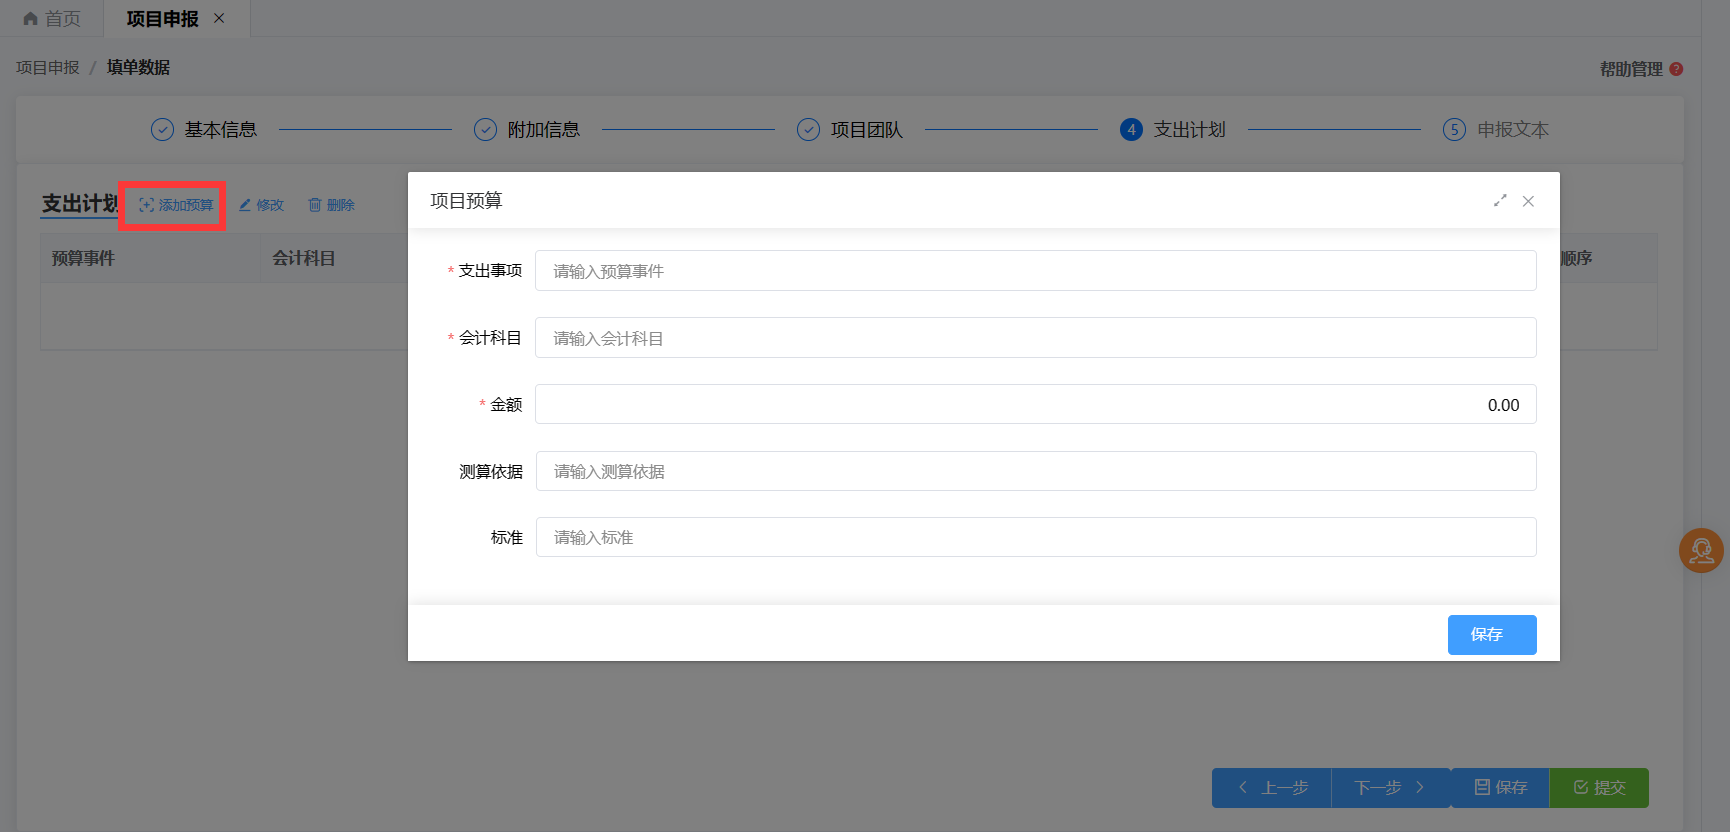 首页 项目申报 ×
项目申报 / 填单数据
帮助管理 ?
基本信息 附加信息 项目团队 4 支出计划 5 申报文本
支出计划 添加预算 修改 删除
预算事件 会计科目 顺序
项目预算
* 支出事项 请输入预算事件
* 会计科目 请输入会计科目
* 金额 0.00
测算依据 请输入测算依据
标准 请输入标准
保存
上一步 下一步 保存 提交